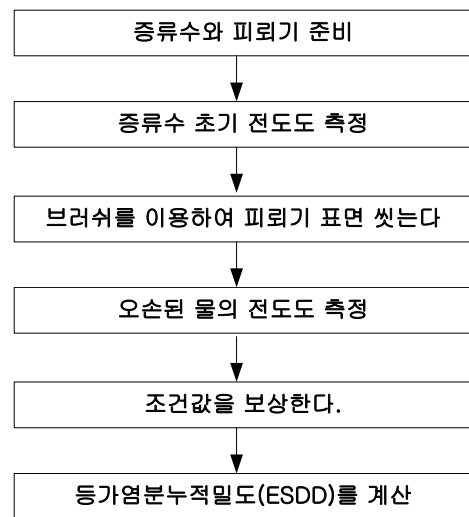 증류수와 피뢰기 준비
증류수 초기 전도도 측정
브러쉬를 이용하여 피뢰기 표면 씻는다
오손된 물의 전도도 측정
조건값을 보상한다.
등가염분누적밀도(ESDD)를 계산